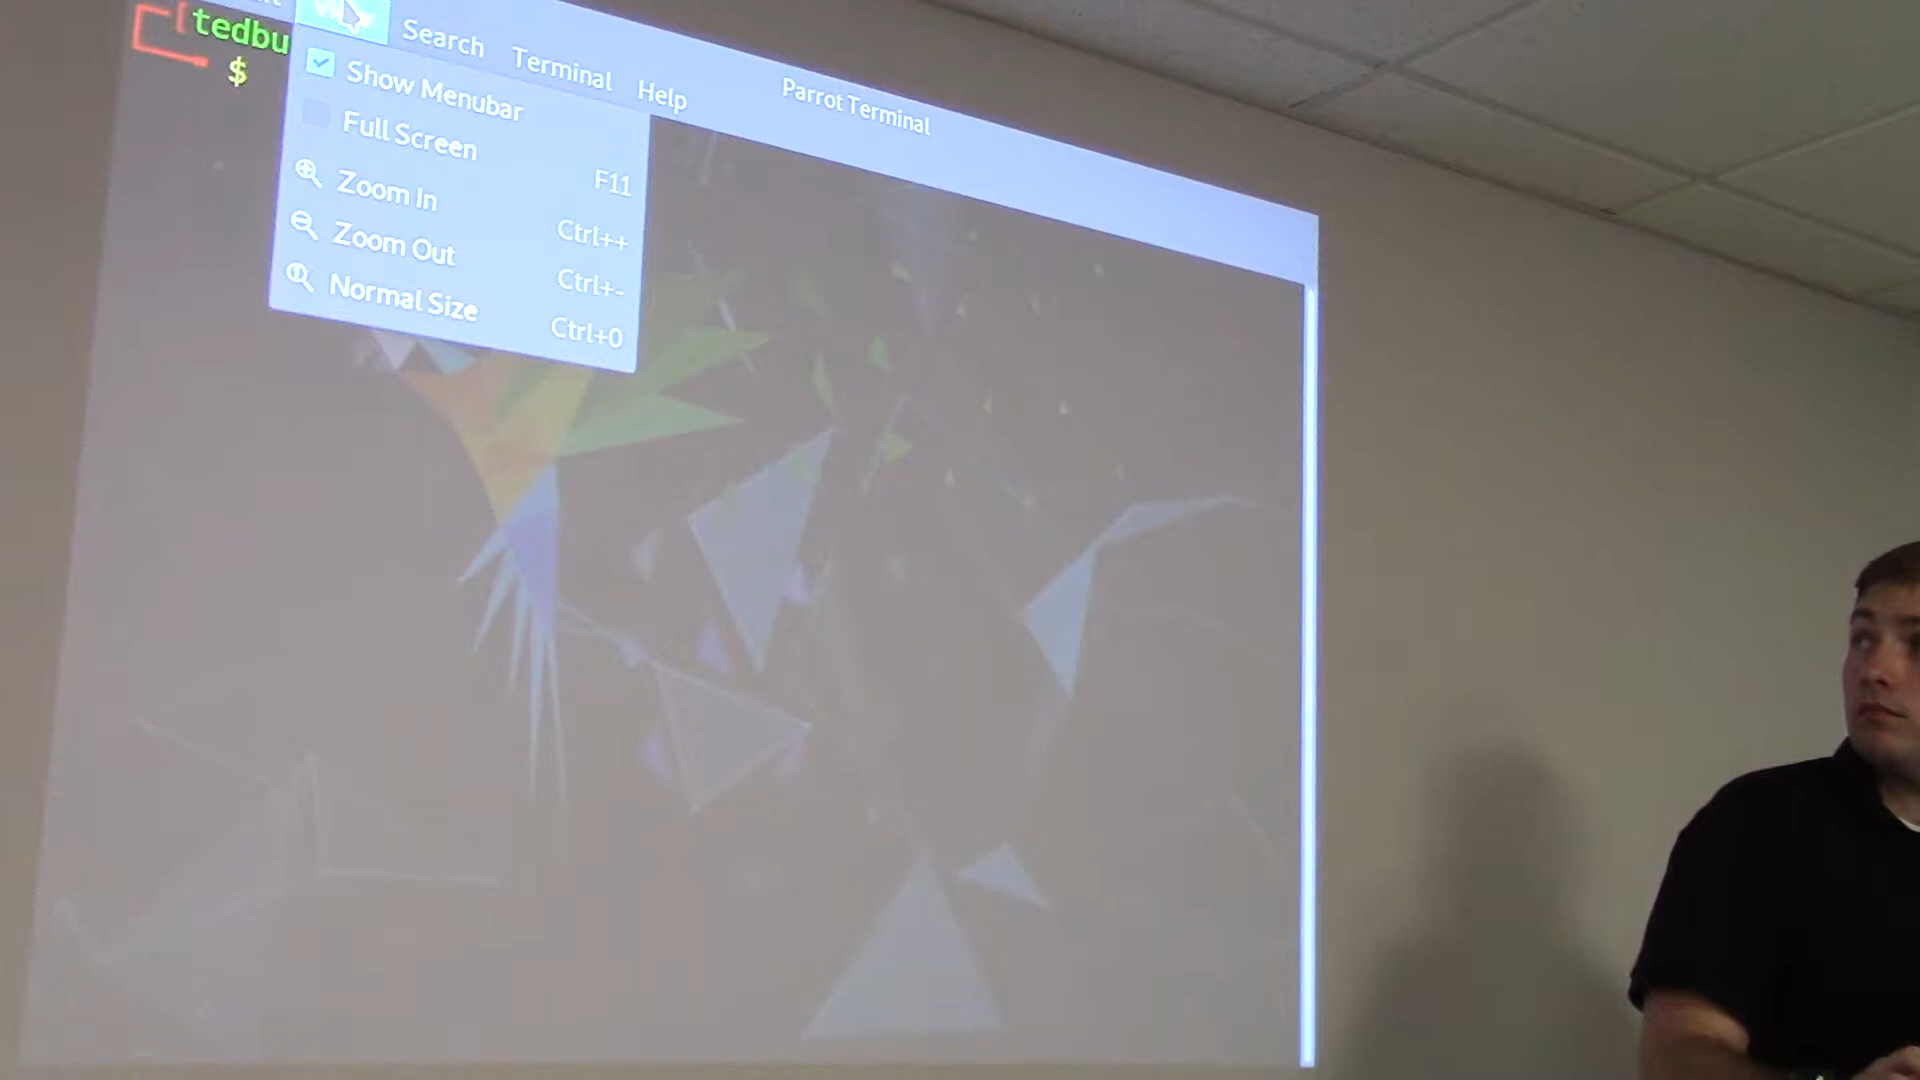 View Search Terminal Help
Parrot Terminal
[tedbu
$
Show Menubar
Full Screen F11
Zoom In Ctrl++
Zoom Out Ctrl+-
Normal Size Ctrl+0